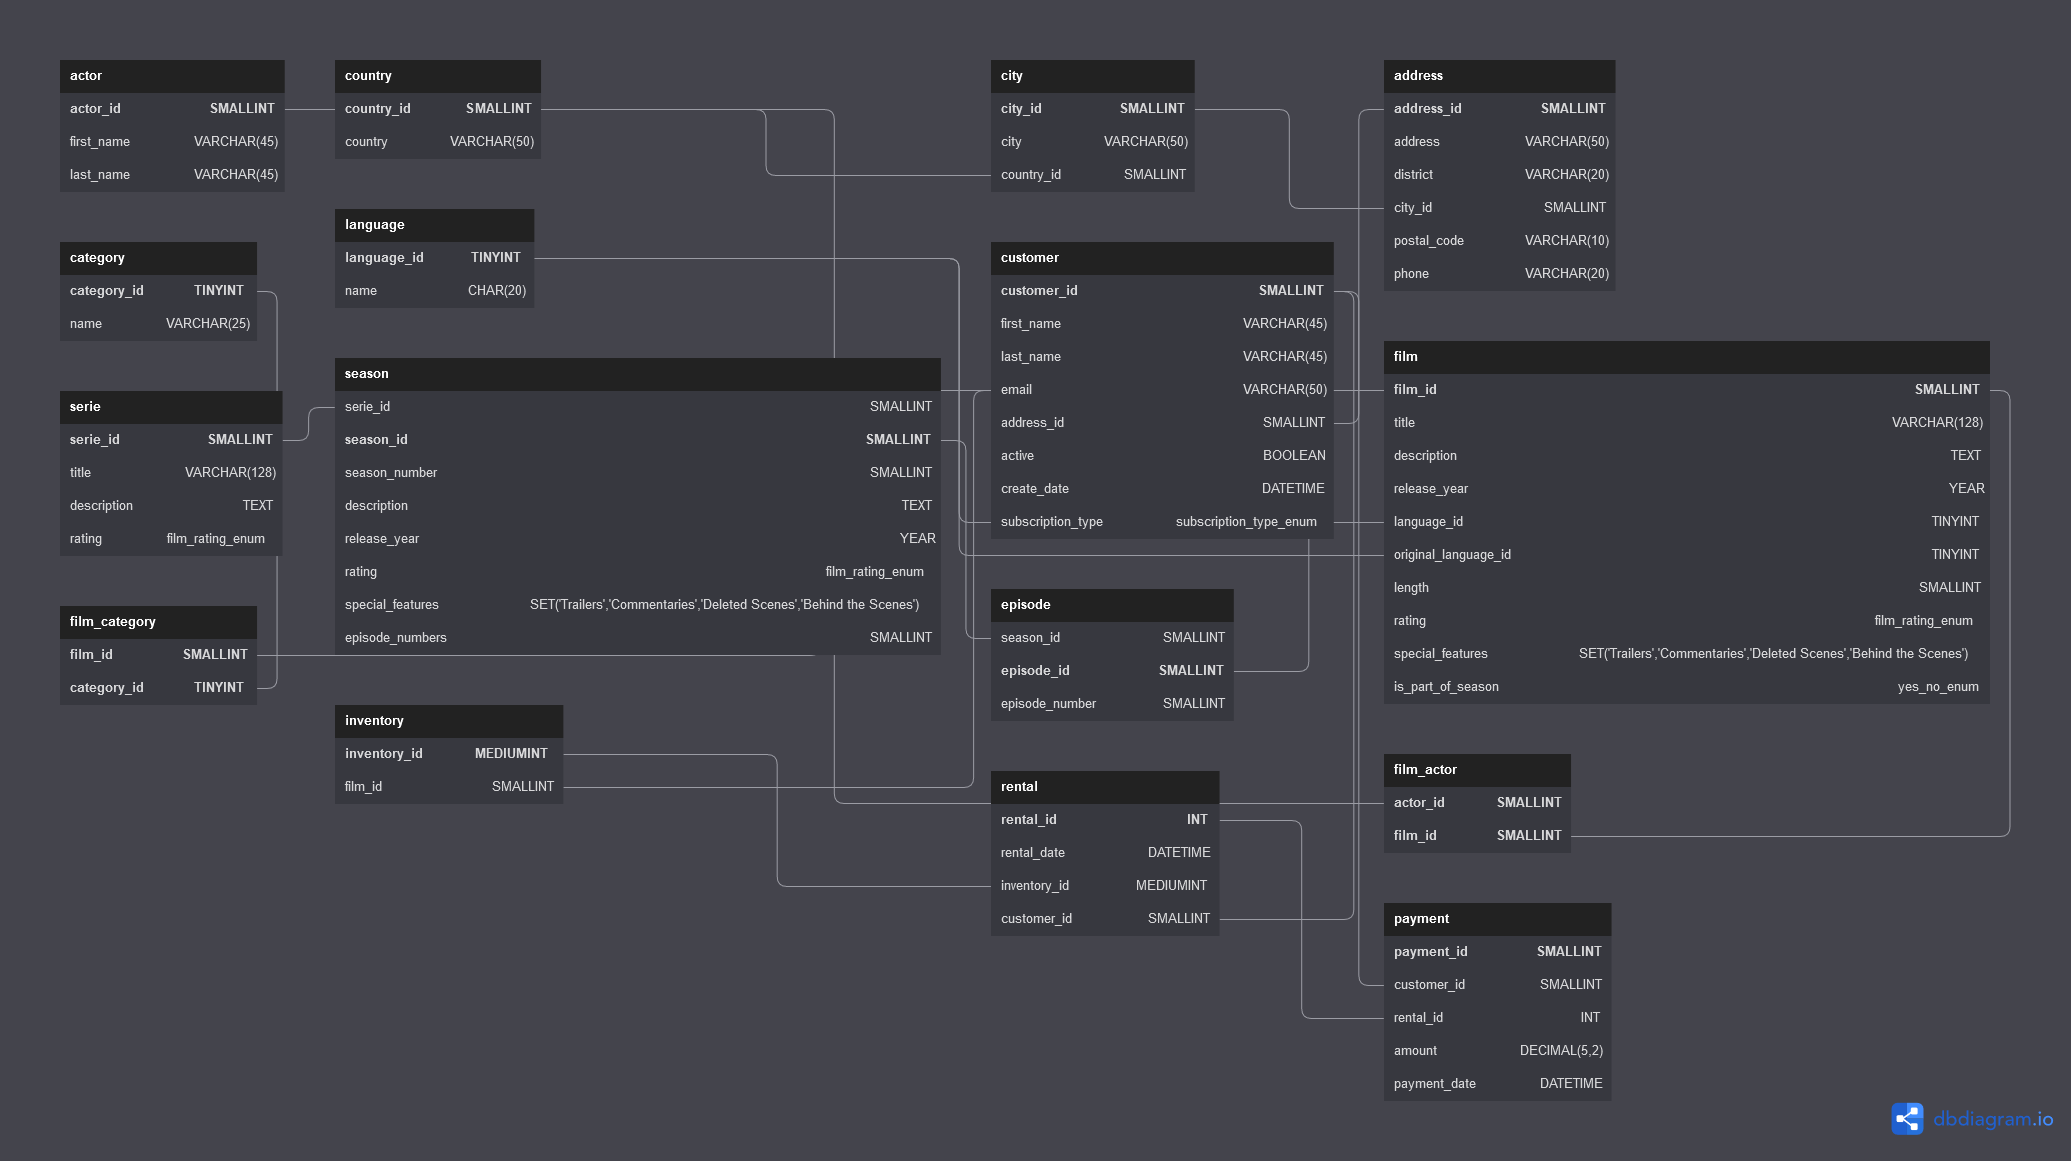 actor
actor_id SMALLINT
first_name VARCHAR(45)
last_name VARCHAR(45)
country
country_id SMALLINT
country VARCHAR(50)
city
city_id SMALLINT
city VARCHAR(50)
country_id SMALLINT
address
address_id SMALLINT
address VARCHAR(50)
district VARCHAR(20)
city_id SMALLINT
postal_code VARCHAR(10)
phone VARCHAR(20)
category
category_id TINYINT
name VARCHAR(25)
language
language_id TINYINT
name CHAR(20)
customer
customer_id SMALLINT
first_name VARCHAR(45)
last_name VARCHAR(45)
email VARCHAR(50)
address_id SMALLINT
active BOOLEAN
create_date DATETIME
subscription_type subscription_type_enum
film
film_id SMALLINT
title VARCHAR(128)
description TEXT
release_year YEAR
language_id TINYINT
original_language_id TINYINT
length SMALLINT
rating film_rating_enum
special_features SET('Trailers','Commentaries','Deleted Scenes','Behind the Scenes')
is_part_of_season yes_no_enum
serie
serie_id SMALLINT
title VARCHAR(128)
description TEXT
rating film_rating_enum
season
serie_id SMALLINT
season_id SMALLINT
season_number SMALLINT
description TEXT
release_year YEAR
rating film_rating_enum
special_features SET('Trailers','Commentaries','Deleted Scenes','Behind the Scenes')
episode_numbers SMALLINT
episode
season_id SMALLINT
episode_id SMALLINT
episode_number SMALLINT
film_category
film_id SMALLINT
category_id TINYINT
inventory
inventory_id MEDIUMINT
film_id SMALLINT
rental
rental_id INT
rental_date DATETIME
inventory_id MEDIUMINT
customer_id SMALLINT
film_actor
actor_id SMALLINT
film_id SMALLINT
payment
payment_id SMALLINT
customer_id SMALLINT
rental_id INT
amount DECIMAL(5,2)
payment_date DATETIME
dbdiagram.io